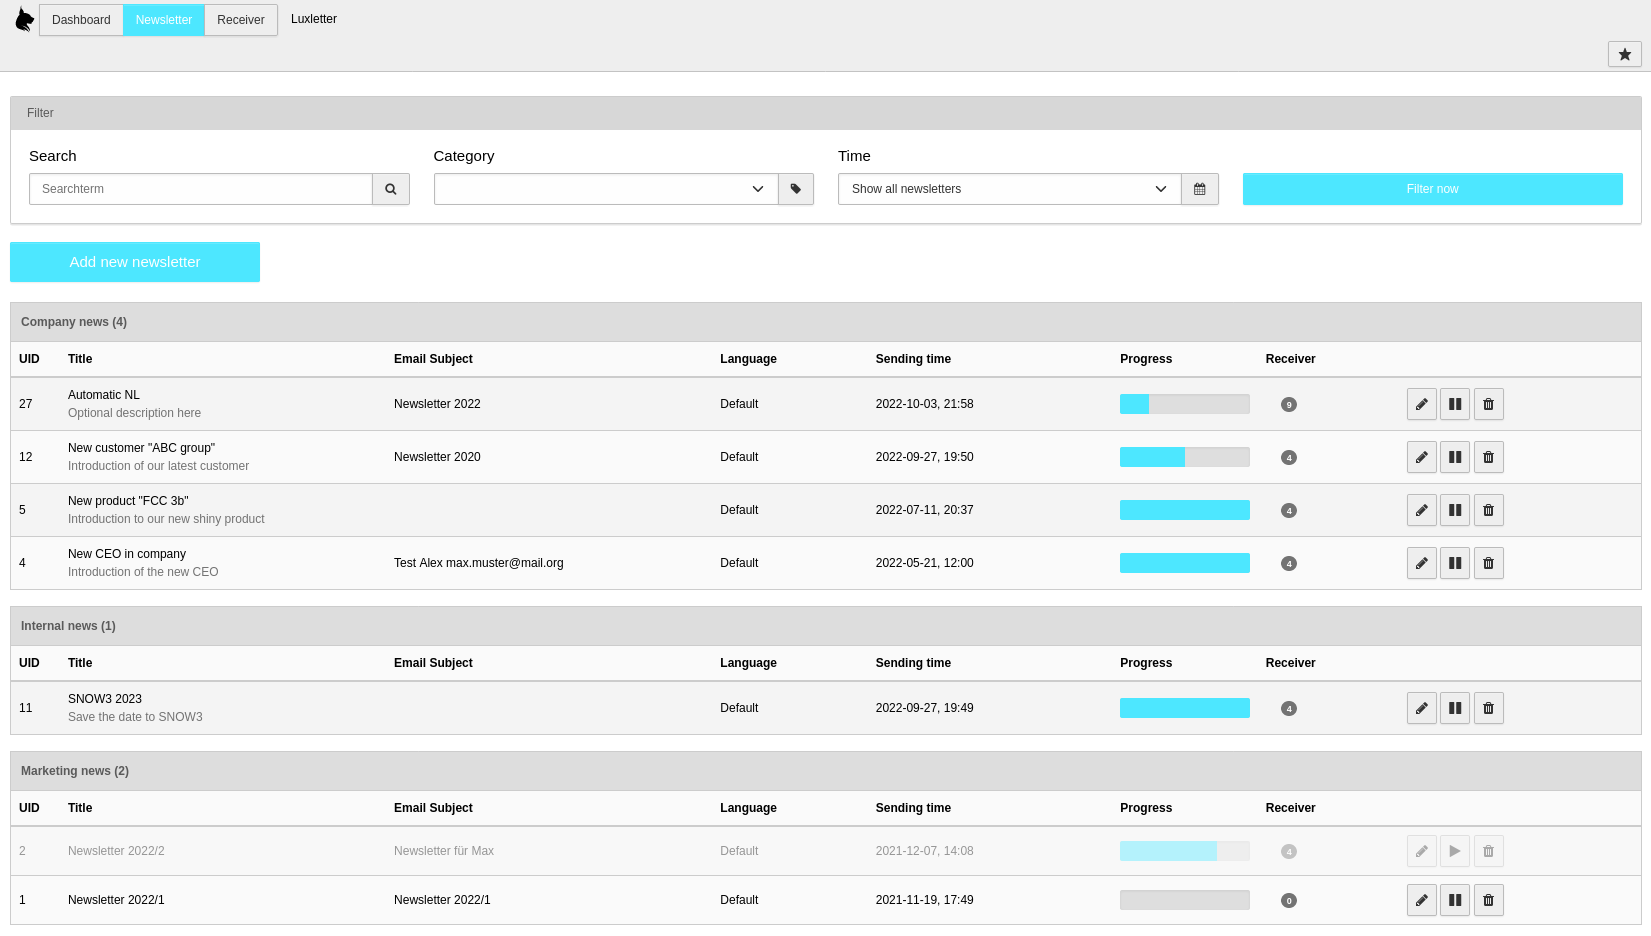 Dashboard Newsletter Receiver Luxletter
Filter
Search Category Time
Searchterm Show all newsletters Filter now
Add new newsletter
Company news (4)
UID Title Email Subject Language Sending time Progress Receiver
27 Automatic NL Newsletter 2022 Default 2022-10-03, 21:58 9
Optional description here
12 New customer "ABC group" Newsletter 2020 Default 2022-09-27, 19:50 4
Introduction of our latest customer
5 New product "FCC 3b" Default 2022-07-11, 20:37 4
Introduction to our new shiny product
4 New CEO in company Test Alex max.muster@mail.org Default 2022-05-21, 12:00 4
Introduction of the new CEO
Internal news (1)
UID Title Email Subject Language Sending time Progress Receiver
11 SNOW3 2023 Default 2022-09-27, 19:49 4
Save the date to SNOW3
Marketing news (2)
UID Title Email Subject Language Sending time Progress Receiver
2 Newsletter 2022/2 Newsletter für Max Default 2021-12-07, 14:08 4
1 Newsletter 2022/1 Newsletter 2022/1 Default 2021-11-19, 17:49 0